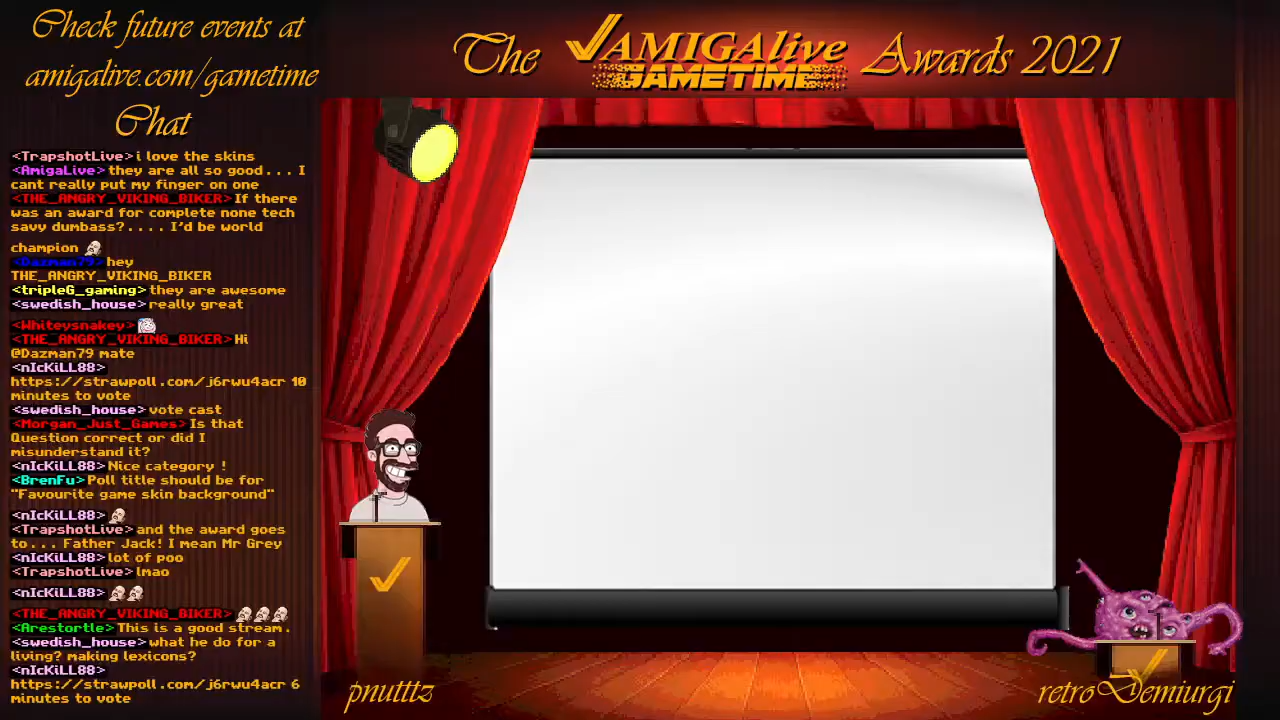 Check future events at
amigalive.com/gametime
Chat
The AMIGAlive GAMETIME Awards 2021
<TrapshotLive> i love the skins
<AmigaLive> they are all so good... I
cant really put my finger on one
<THE_ANGRY_VIKING_BIKER> If there
was an award for complete none tech
savy dumbass?.... I'd be world
champion
<Dazman79> hey
THE_ANGRY_VIKING_BIKER
<tripleG_gaming> they are awesome
<swedish_house> really great
<Whiteysnakey>
<THE_ANGRY_VIKING_BIKER> Hi
@Dazman79 mate
<nIcKiLL88>
https://strawpoll.com/j6rwu4acr 10
minutes to vote
<swedish_house> vote cast
<Morgan_Just_Games> Is that
Question correct or did I
misunderstand it?
<nIcKiLL88> Nice category !
<BrenFu> Poll title should be for
"Favourite game skin background"
<nIcKiLL88>
<TrapshotLive> and the award goes
to... Father Jack! I mean Mr Grey
<nIcKiLL88> lot of poo
<TrapshotLive> lmao
<nIcKiLL88>
<THE_ANGRY_VIKING_BIKER>
<Arestortle> This is a good stream.
<swedish_house> what he do for a
living? making lexicons?
<nIcKiLL88>
https://strawpoll.com/j6rwu4acr 6
minutes to vote
pnutttz
retroDemiurgi